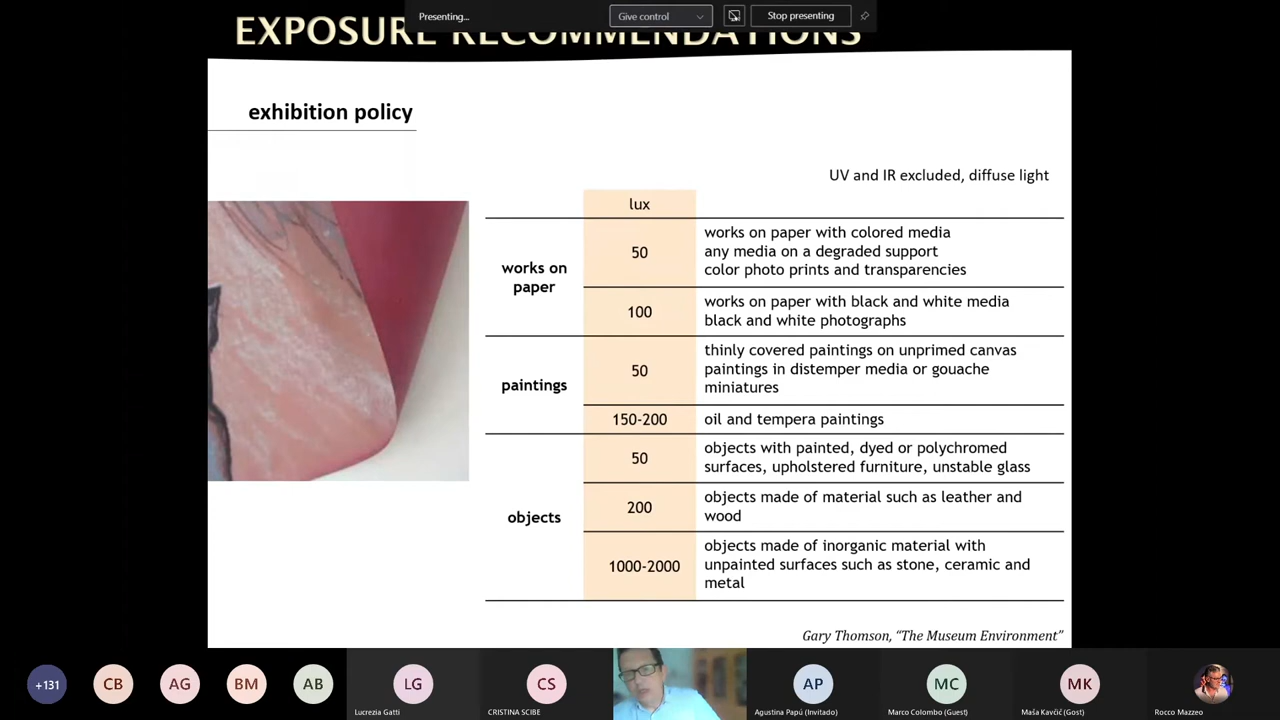 Presenting...
Give control
Stop presenting
EXPOSURE RECOMMENDATIONS
exhibition policy
UV and IR excluded, diffuse light
lux
works on paper
50
works on paper with colored media
any media on a degraded support
color photo prints and transparencies
100
works on paper with black and white media
black and white photographs
paintings
50
thinly covered paintings on unprimed canvas
paintings in distemper media or gouache
miniatures
150-200
oil and tempera paintings
objects
50
objects with painted, dyed or polychromed
surfaces, upholstered furniture, unstable glass
200
objects made of material such as leather and
wood
1000-2000
objects made of inorganic material with
unpainted surfaces such as stone, ceramic and
metal
Gary Thomson, “The Museum Environment”
+131
CB
AG
BM
AB
LG
Lucrezia Gatti
CS
CRISTINA SCIBE
AP
Agustina Papú (Invitado)
MC
Marco Colombo (Guest)
MK
Maša Kavčič (Gost)
Rocco Mazzeo